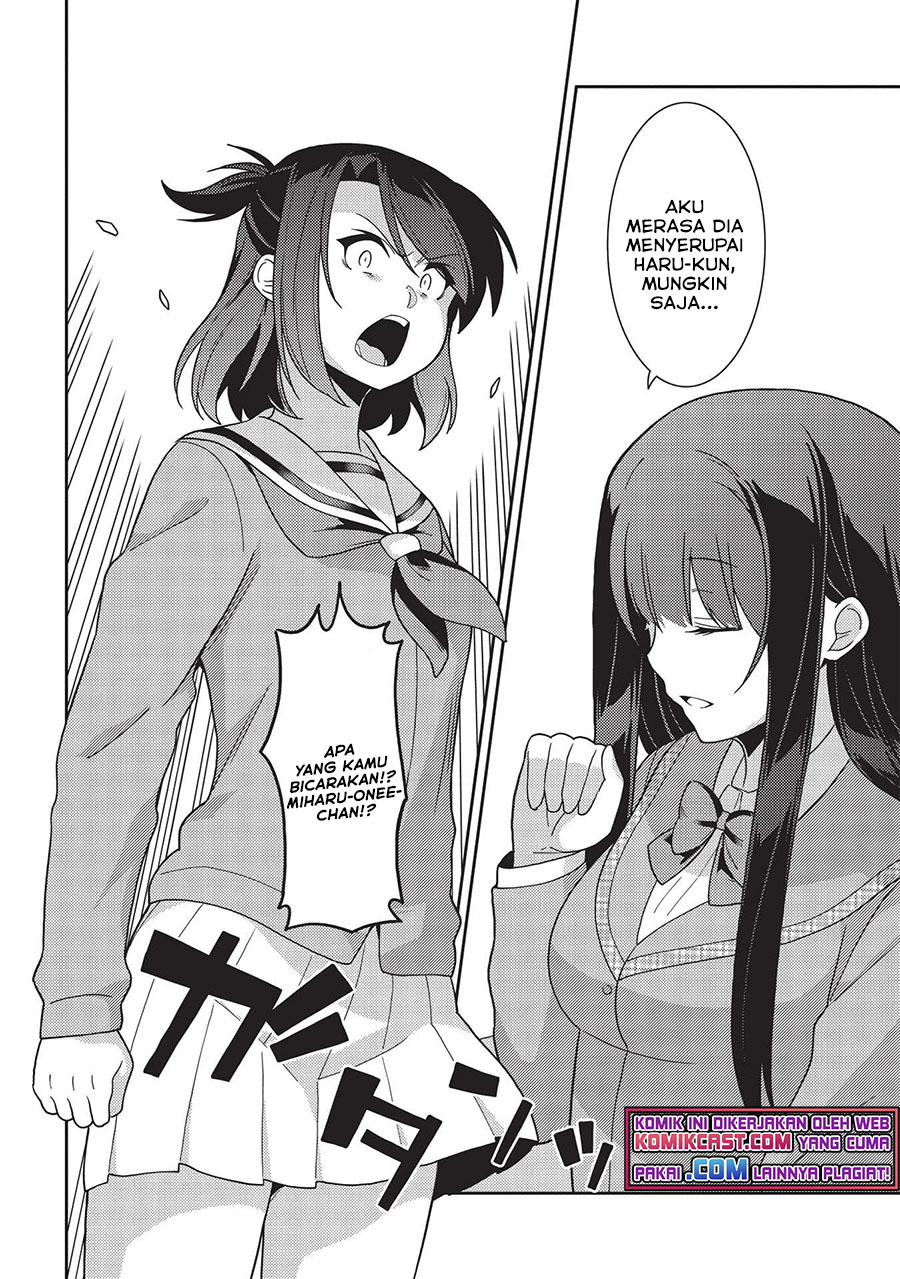 AKU
MERASA DIA
MENYERUPAI
HARU-KUN,
MUNGKIN
SAJA...
APA
YANG KAMU
BICARAKAN!?
MIHARU-ONEE-
CHAN!?
ガタンッ
KOMIK INI DIKERJAKAN OLEH WEB
KOMIKCAST.COM YANG CUMA
PAKAI .COM LAINNYA PLAGIAT!